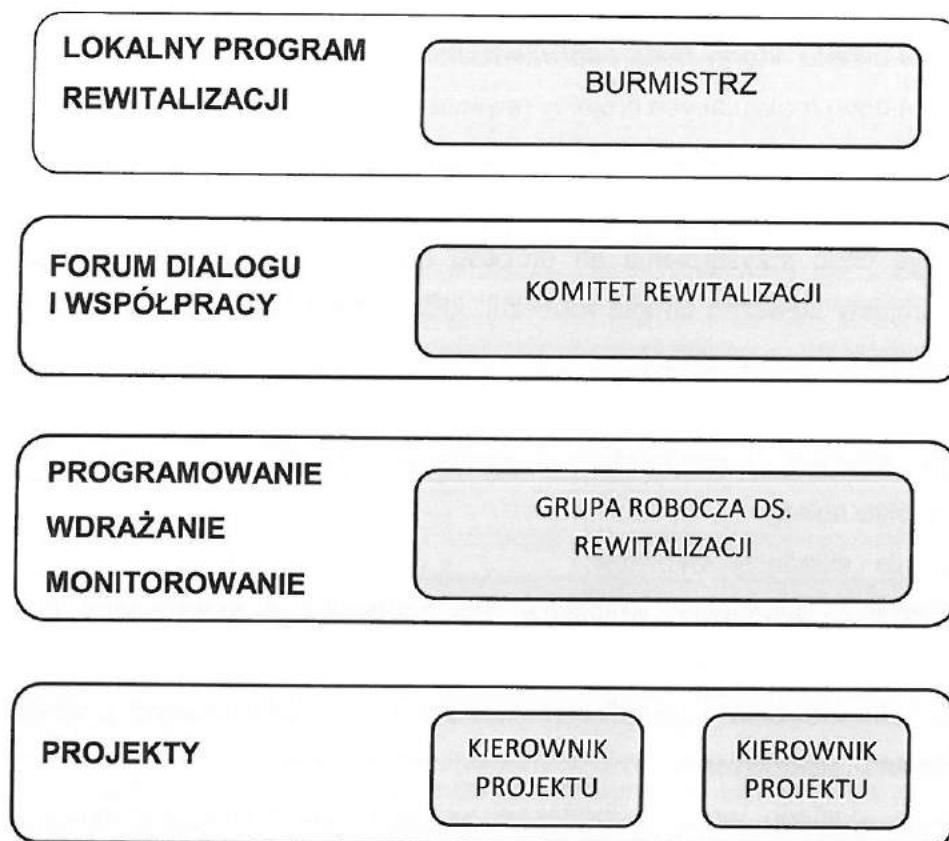 LOKALNY PROGRAM
REWITALIZACJI
BURMISTRZ
FORUM DIALOGU
I WSPÓŁPRACY
KOMITET REWITALIZACJI
PROGRAMOWANIE
WDRAŻANIE
MONITOROWANIE
GRUPA ROBOCZA DS.
REWITALIZACJI
PROJEKTY
KIEROWNIK
PROJEKTU
KIEROWNIK
PROJEKTU